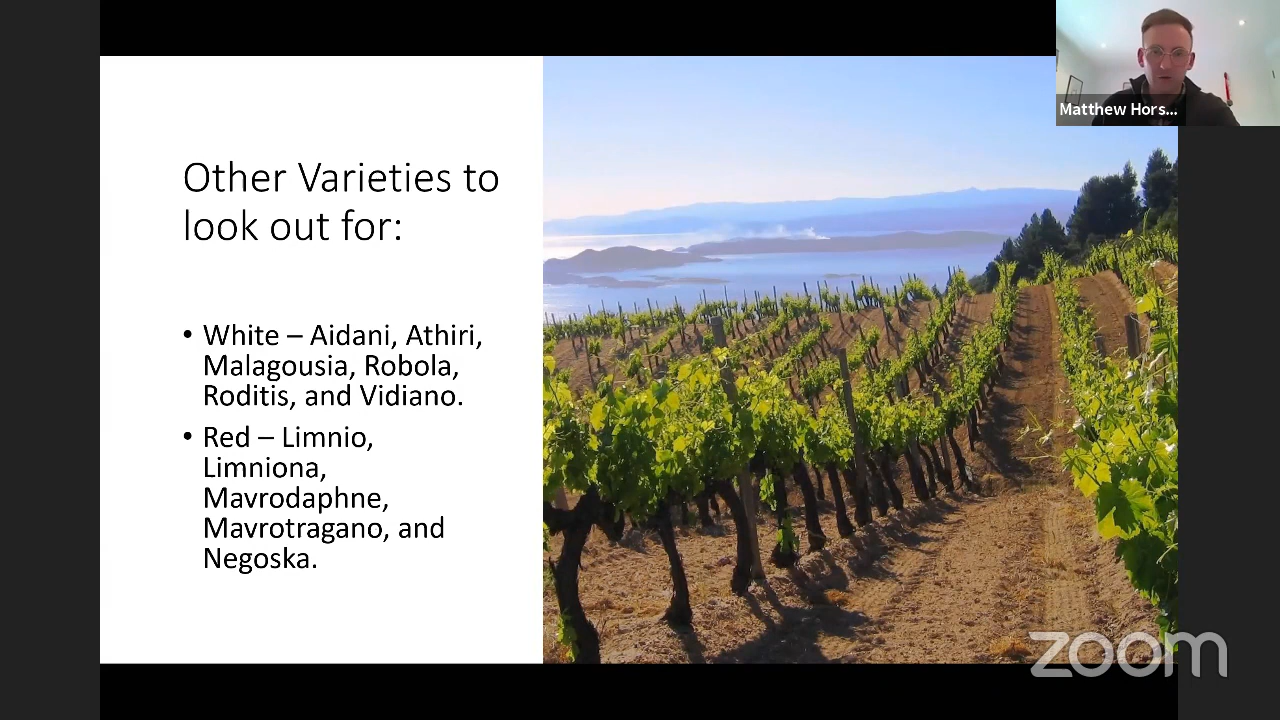 Matthew Hors...
Other Varieties to
look out for:
• White – Aidani, Athiri,
Malagousia, Robola,
Roditis, and Vidiano.
• Red – Limnio,
Limniona,
Mavrodaphne,
Mavrotragano, and
Negoska.
zoom